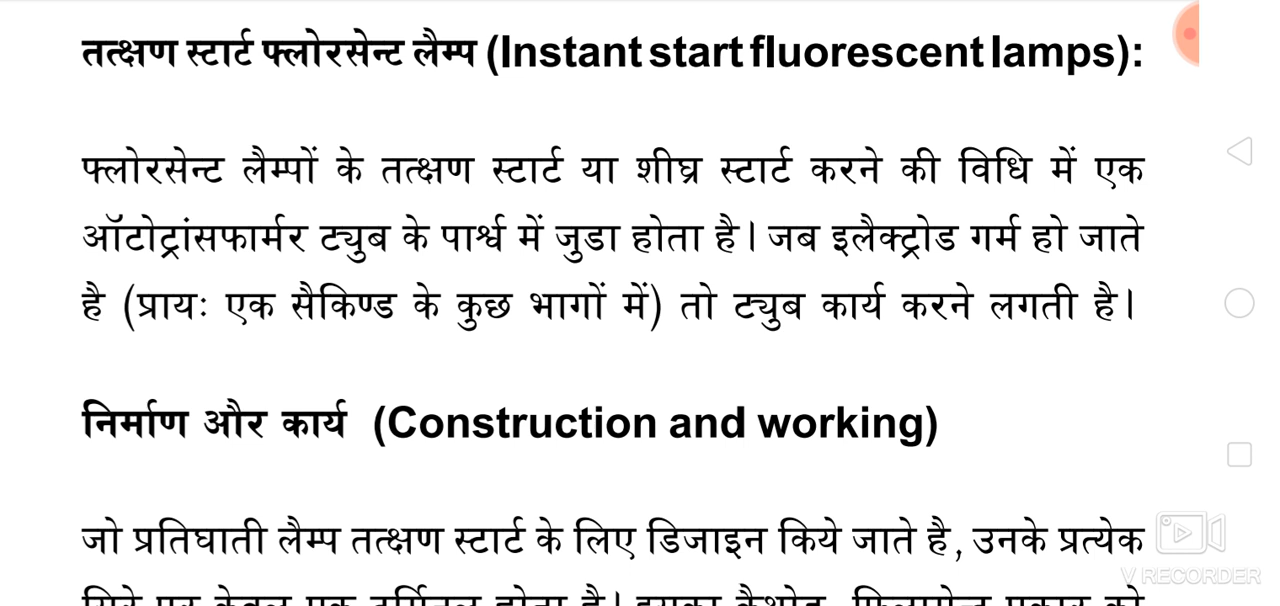 तत्क्षण स्टार्ट फ्लोरसेन्ट लैम्प (Instant start fluorescent lamps):
फ्लोरसेन्ट लैम्पों के तत्क्षण स्टार्ट या शीघ्र स्टार्ट करने की विधि में एक
ऑटोट्रांसफार्मर ट्युब के पार्श्व में जुडा होता है। जब इलैक्ट्रोड गर्म हो जाते
है (प्रायः एक सैकिण्ड के कुछ भागों में) तो ट्युब कार्य करने लगती है।
निर्माण और कार्य (Construction and working)
जो प्रतिघाती लैम्प तत्क्षण स्टार्ट के लिए डिजाइन किये जाते है, उनके प्रत्येक
V RECORDER